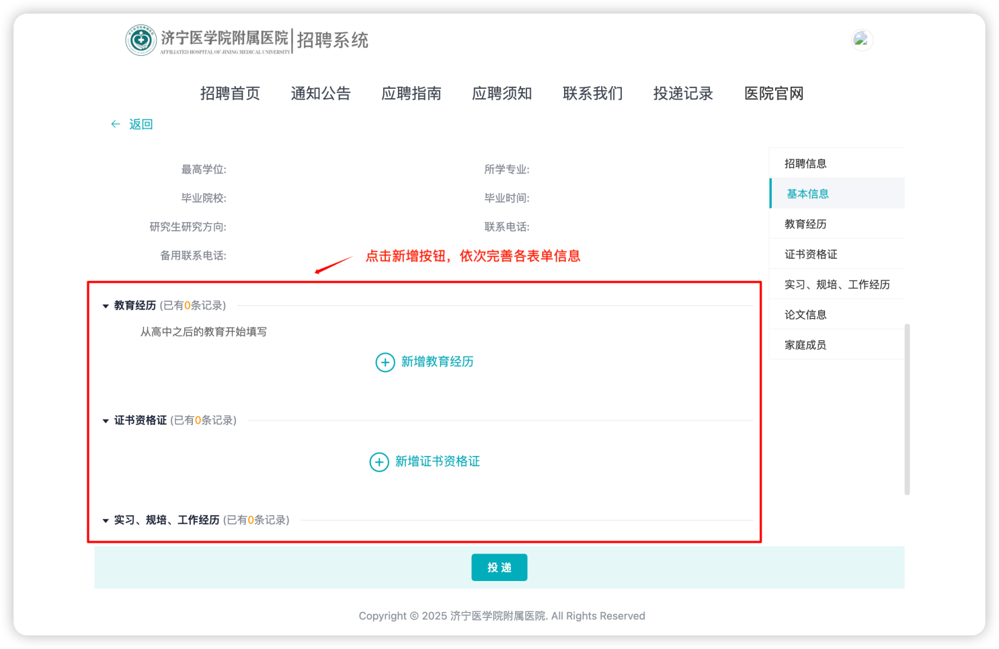 济宁医学院附属医院 招聘系统
AFFILIATED HOSPITAL OF JINING MEDICAL UNIVERSITY
招聘首页 通知公告 应聘指南 应聘须知 联系我们 投递记录 医院官网
← 返回
最高学位: 所学专业:
毕业院校: 毕业时间:
研究生研究方向: 联系电话:
备用联系电话:
点击新增按钮，依次完善各表单信息
教育经历 (已有0条记录)
从高中之后的教育开始填写
新增教育经历
证书资格证 (已有0条记录)
新增证书资格证
实习、规培、工作经历 (已有0条记录)
招聘信息
基本信息
教育经历
证书资格证
实习、规培、工作经历
论文信息
家庭成员
投 递
Copyright © 2025 济宁医学院附属医院. All Rights Reserved